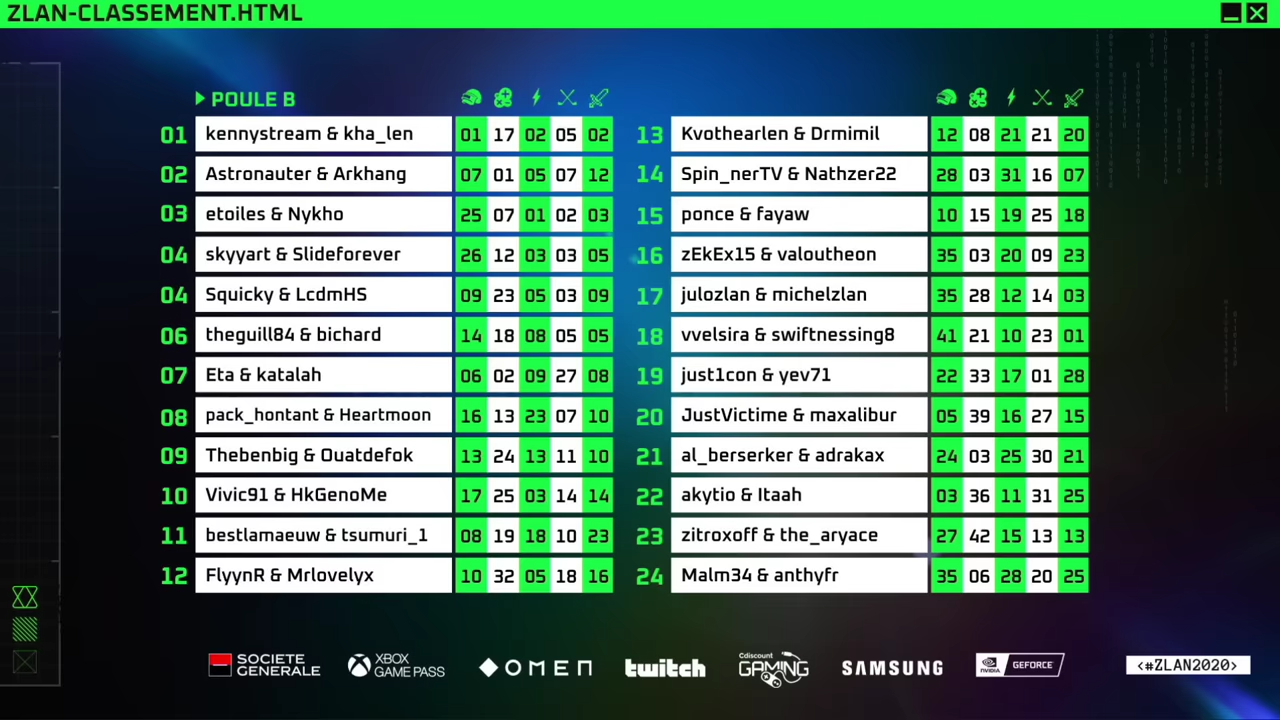 ZLAN-CLASSEMENT.HTML
POULE B
01 kennystream & kha_len 01 17 02 05 02
02 Astronauter & Arkhang 07 01 05 07 12
03 etoiles & Nykho 25 07 01 02 03
04 skyyart & Slideforever 26 12 03 03 05
04 Squicky & LcdmHS 09 23 05 03 09
06 theguill84 & bichard 14 18 08 05 05
07 Eta & katalah 06 02 09 27 08
08 pack_hontant & Heartmoon 16 13 23 07 10
09 Thebenbig & Ouatdefok 13 24 13 11 10
10 Vivic91 & HkGenoMe 17 25 03 14 14
11 bestlamaeuw & tsumuri_1 08 19 18 10 23
12 FlyynR & Mrlovelyx 10 32 05 18 16
13 Kvothearlen & Drmimil 12 08 21 21 20
14 Spin_nerTV & Nathzer22 28 03 31 16 07
15 ponce & fayaw 10 15 19 25 18
16 zEkEx15 & valoutheon 35 03 20 09 23
17 julozlan & michelzlan 35 28 12 14 03
18 vvelsira & swiftnessing8 41 21 10 23 01
19 just1con & yev71 22 33 17 01 28
20 JustVictime & maxalibur 05 39 16 27 15
21 al_berserker & adrakax 24 03 25 30 21
22 akytio & Itaah 03 36 11 31 25
23 zitroxoff & the_aryace 27 42 15 13 13
24 Malm34 & anthyfr 35 06 28 20 25
SOCIETE GENERALE
XBOX GAME PASS
OMEN
twitch
Cdiscount GAMING
SAMSUNG
NVIDIA GEFORCE
<#ZLAN2020>